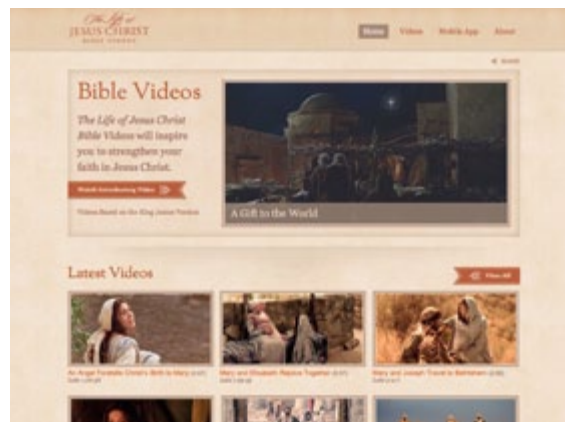 The Life of
JESUS CHRIST
BIBLE VIDEOS
Home Videos Mobile App About
Bible Videos
The Life of Jesus Christ
Bible Videos will inspire
you to strengthen your
faith in Jesus Christ.
Watch Introductory Video
Videos Based on the King James Version
A Gift to the World
Latest Videos
View All
An Angel Foretells Christ's Birth to Mary
Mary and Elisabeth Rejoice Together
Mary and Joseph Travel to Bethlehem